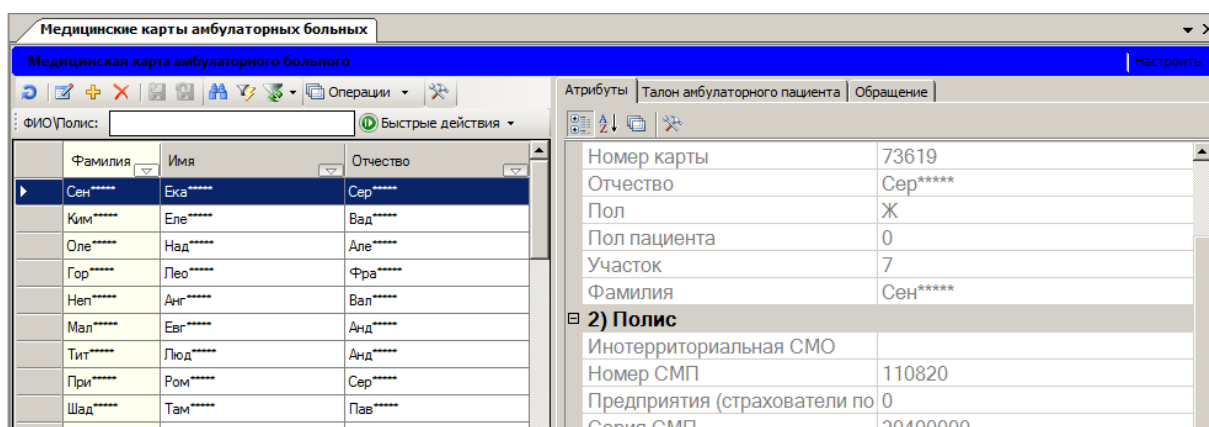 Медицинские карты амбулаторных больных
Медицинская карта амбулаторного больного
Настроить
Операции
ФИО\Полис:
Быстрые действия
Фамилия Имя Отчество
Сен***** Ека***** Сер*****
Ким***** Еле***** Вад*****
Оле***** Над***** Але*****
Гор***** Лео***** Фра*****
Неп***** Анг***** Вал*****
Мал***** Евг***** Анд*****
Тит***** Люд***** Анд*****
При***** Ром***** Сер*****
Шад***** Там***** Пав*****
Атрибуты Талон амбулаторного пациента Обращение
Номер карты 73619
Отчество Сер*****
Пол Ж
Пол пациента 0
Участок 7
Фамилия Сен*****
2) Полис
Инотерриториальная СМО
Номер СМП 110820
Предприятия (страхователи по 0
Серия СМП 20400000